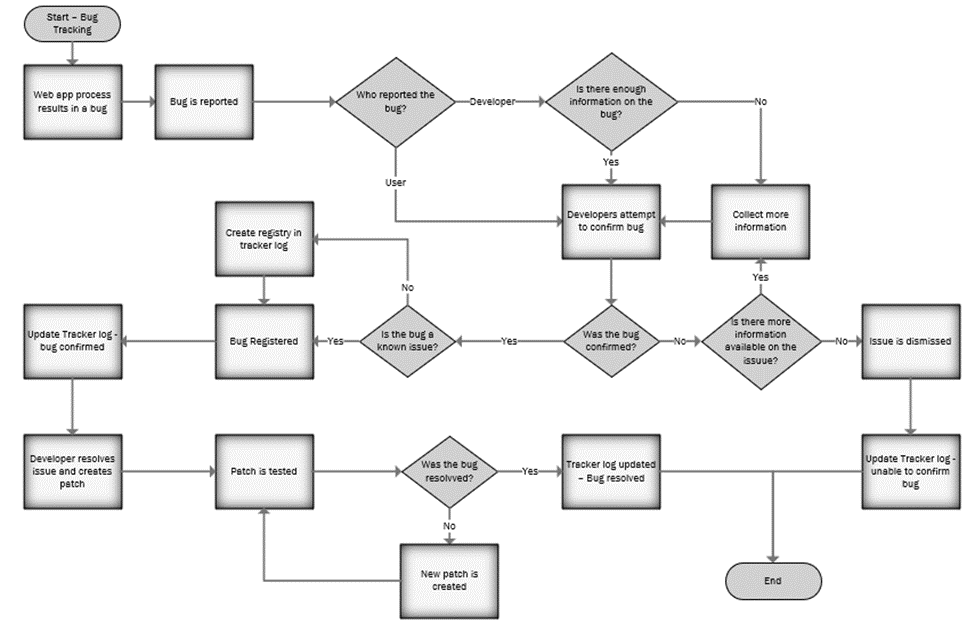 Start – Bug
Tracking
Web app process
results in a bug
Bug is reported
Who reported the
bug?
Developer
Is there enough
information on the
bug?
No
User
Yes
Developers attempt
to confirm bug
Collect more
information
Create registry in
tracker log
No
Yes
Update Tracker log -
bug confirmed
Bug Registered
Yes
Is the bug a
known issue?
Yes
Was the bug
confirmed?
No
Is there more
information
available on the
issuue?
No
Issue is dismissed
Developer resolves
issue and creates
patch
Patch is tested
Was the bug
resolvved?
Yes
Tracker log updated
– Bug resolved
Update Tracker log -
unable to confirm
bug
No
New patch is
created
End